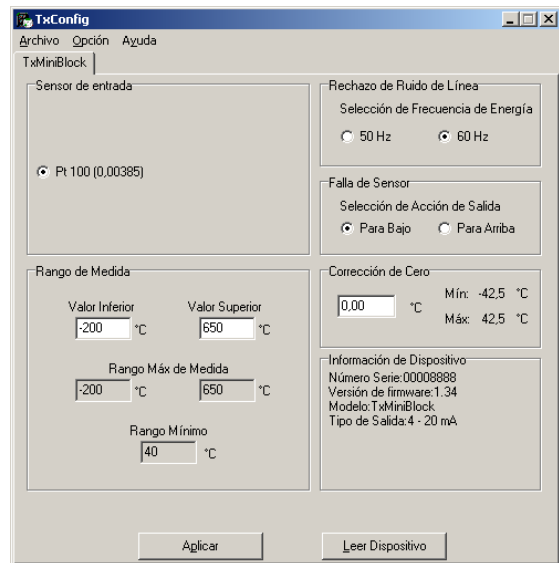 TxConfig
Archivo Opción Ayuda
TxMiniBlock
Sensor de entrada
Pt 100 (0,00385)
Rechazo de Ruido de Línea
Selección de Frecuencia de Energía
50 Hz 60 Hz
Falla de Sensor
Selección de Acción de Salida
Para Bajo Para Arriba
Rango de Medida
Valor Inferior Valor Superior
-200 °C 650 °C
Rango Máx de Medida
-200 °C 650 °C
Rango Mínimo
40 °C
Corrección de Cero
0,00 °C Mín: -42,5 °C
Máx: 42,5 °C
Información de Dispositivo
Número Serie:00008888
Versión de firmware:1.34
Modelo:TxMiniBlock
Tipo de Salida:4 - 20 mA
Aplicar Leer Dispositivo